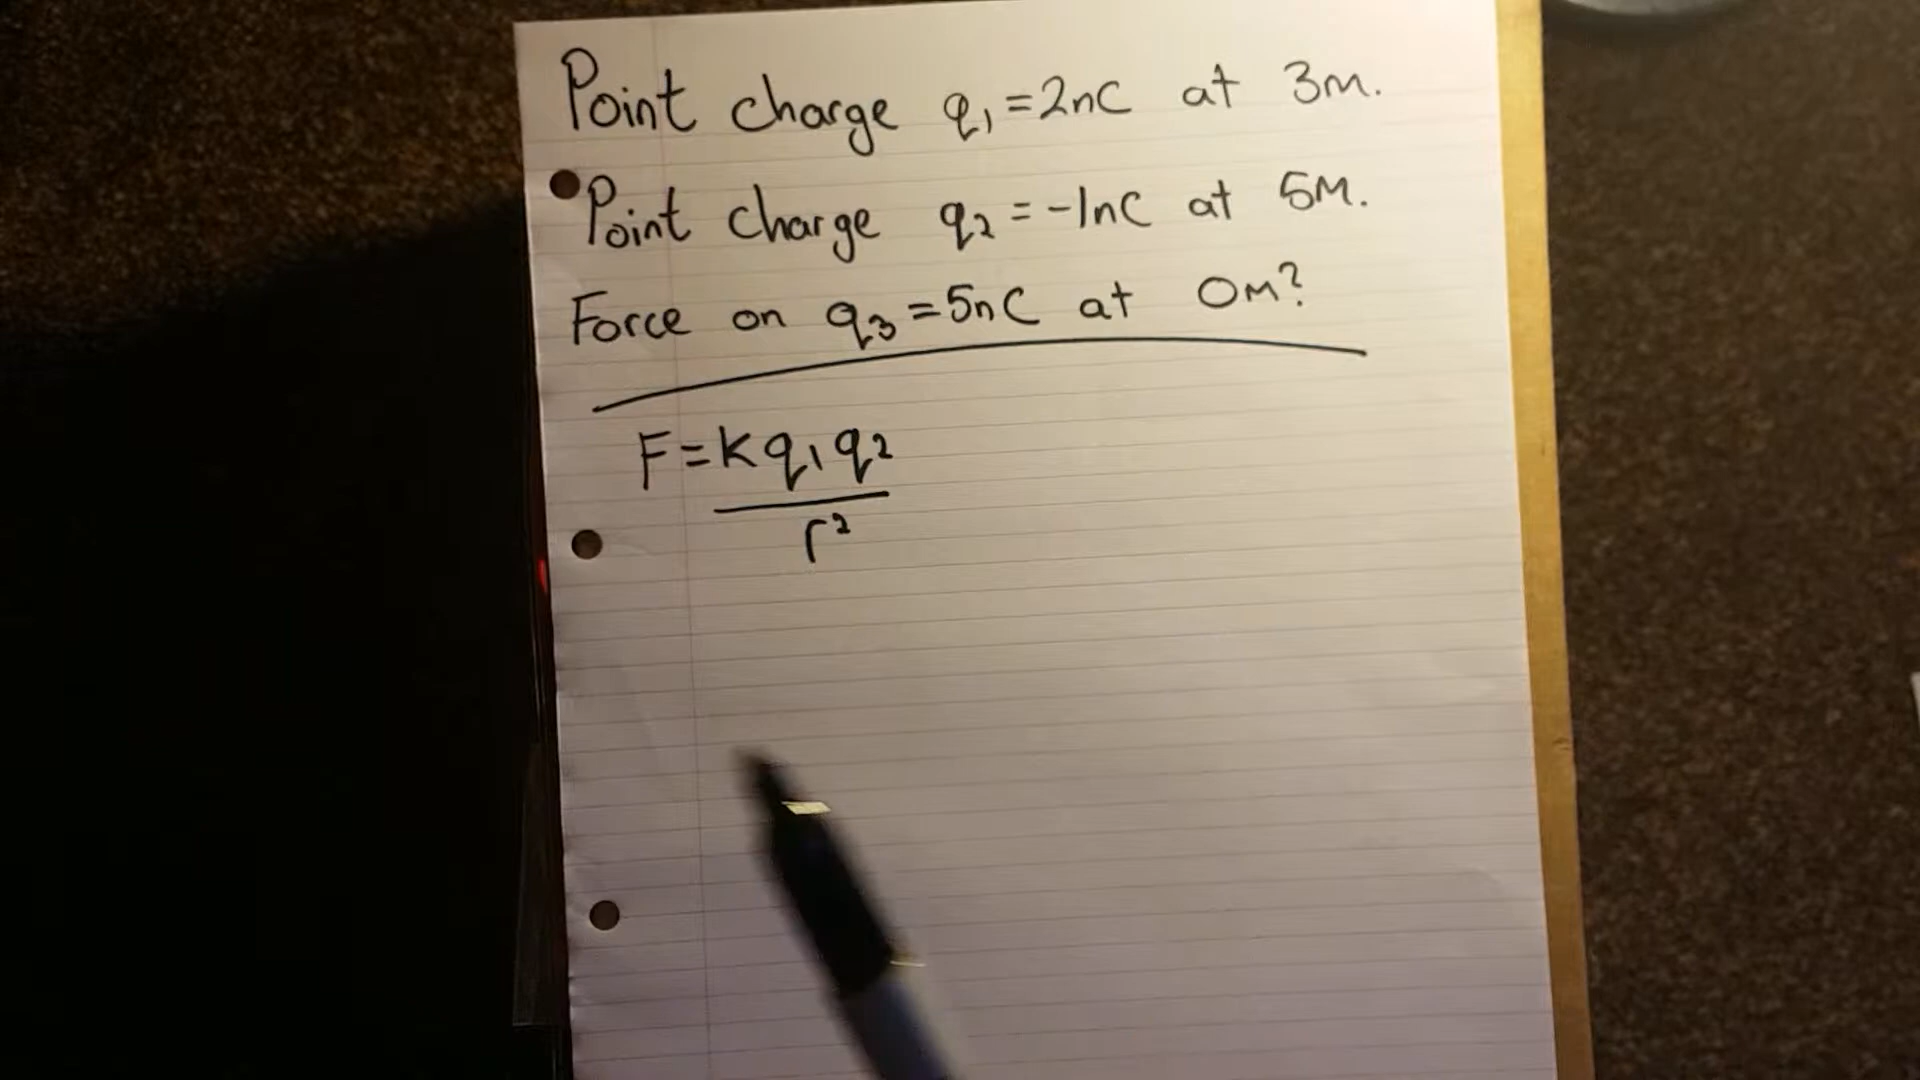 Point charge q₁=2nC at 3m.
Point charge q₂=-1nC at 5m.
Force on q₃=5nC at 0m?
F=kq₁q₂
r²